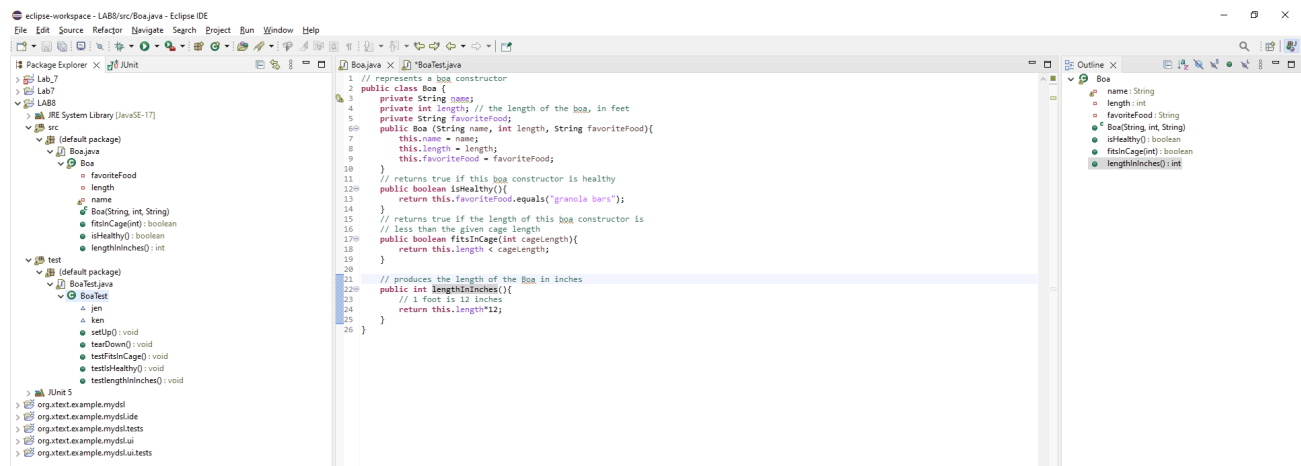 eclipse-workspace - LAB8/src/Boa.java - Eclipse IDE
File Edit Source Refactor Navigate Search Project Run Window Help
Package Explorer JUnit
Lab_7
Lab7
LAB8
JRE System Library [JavaSE-17]
src
(default package)
Boa.java
Boa
favoriteFood
length
name
Boa(String, int, String)
fitsInCage(int) : boolean
isHealthy() : boolean
lengthInInches() : int
test
(default package)
BoaTest.java
BoaTest
jen
ken
setUp() : void
tearDown() : void
testFitsInCage() : void
testIsHealthy() : void
testlengthInInches() : void
JUnit 5
org.xtext.example.mydsl
org.xtext.example.mydsl.ide
org.xtext.example.mydsl.tests
org.xtext.example.mydsl.ui
org.xtext.example.mydsl.ui.tests
Boa.java *BoaTest.java
1 // represents a boa constructor
2 public class Boa {
3 private String name;
4 private int length; // the length of the boa, in feet
5 private String favoriteFood;
6 public Boa (String name, int length, String favoriteFood){
7 this.name = name;
8 this.length = length;
9 this.favoriteFood = favoriteFood;
10 }
11 // returns true if this boa constructor is healthy
12 public boolean isHealthy(){
13 return this.favoriteFood.equals("granola bars");
14 }
15 // returns true if the length of this boa constructor is
16 // less than the given cage length
17 public boolean fitsInCage(int cageLength){
18 return this.length < cageLength;
19 }
20
21 // produces the length of the Boa in inches
22 public int lengthInInches(){
23 // 1 foot is 12 inches
24 return this.length*12;
25 }
26 }
Outline
Boa
name : String
length : int
favoriteFood : String
Boa(String, int, String)
isHealthy() : boolean
fitsInCage(int) : boolean
lengthInInches() : int